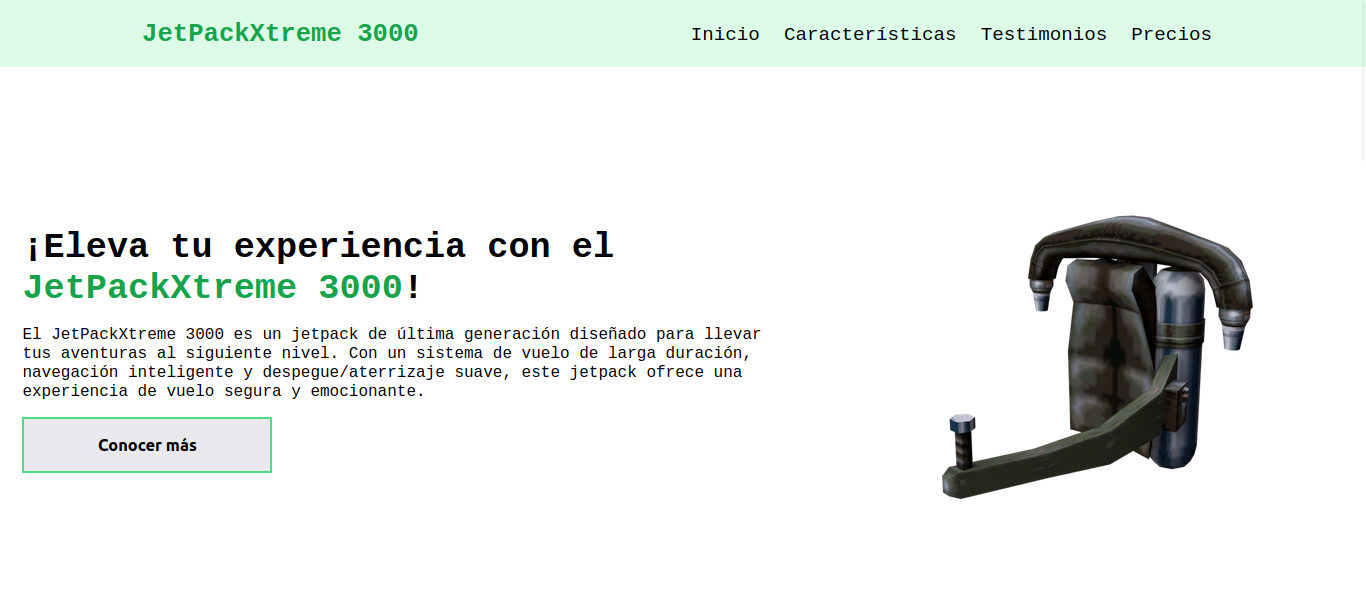 JetPackXtreme 3000
Inicio Características Testimonios Precios
¡Eleva tu experiencia con el
JetPackXtreme 3000!
El JetPackXtreme 3000 es un jetpack de última generación diseñado para llevar
tus aventuras al siguiente nivel. Con un sistema de vuelo de larga duración,
navegación inteligente y despegue/aterrizaje suave, este jetpack ofrece una
experiencia de vuelo segura y emocionante.
Conocer más